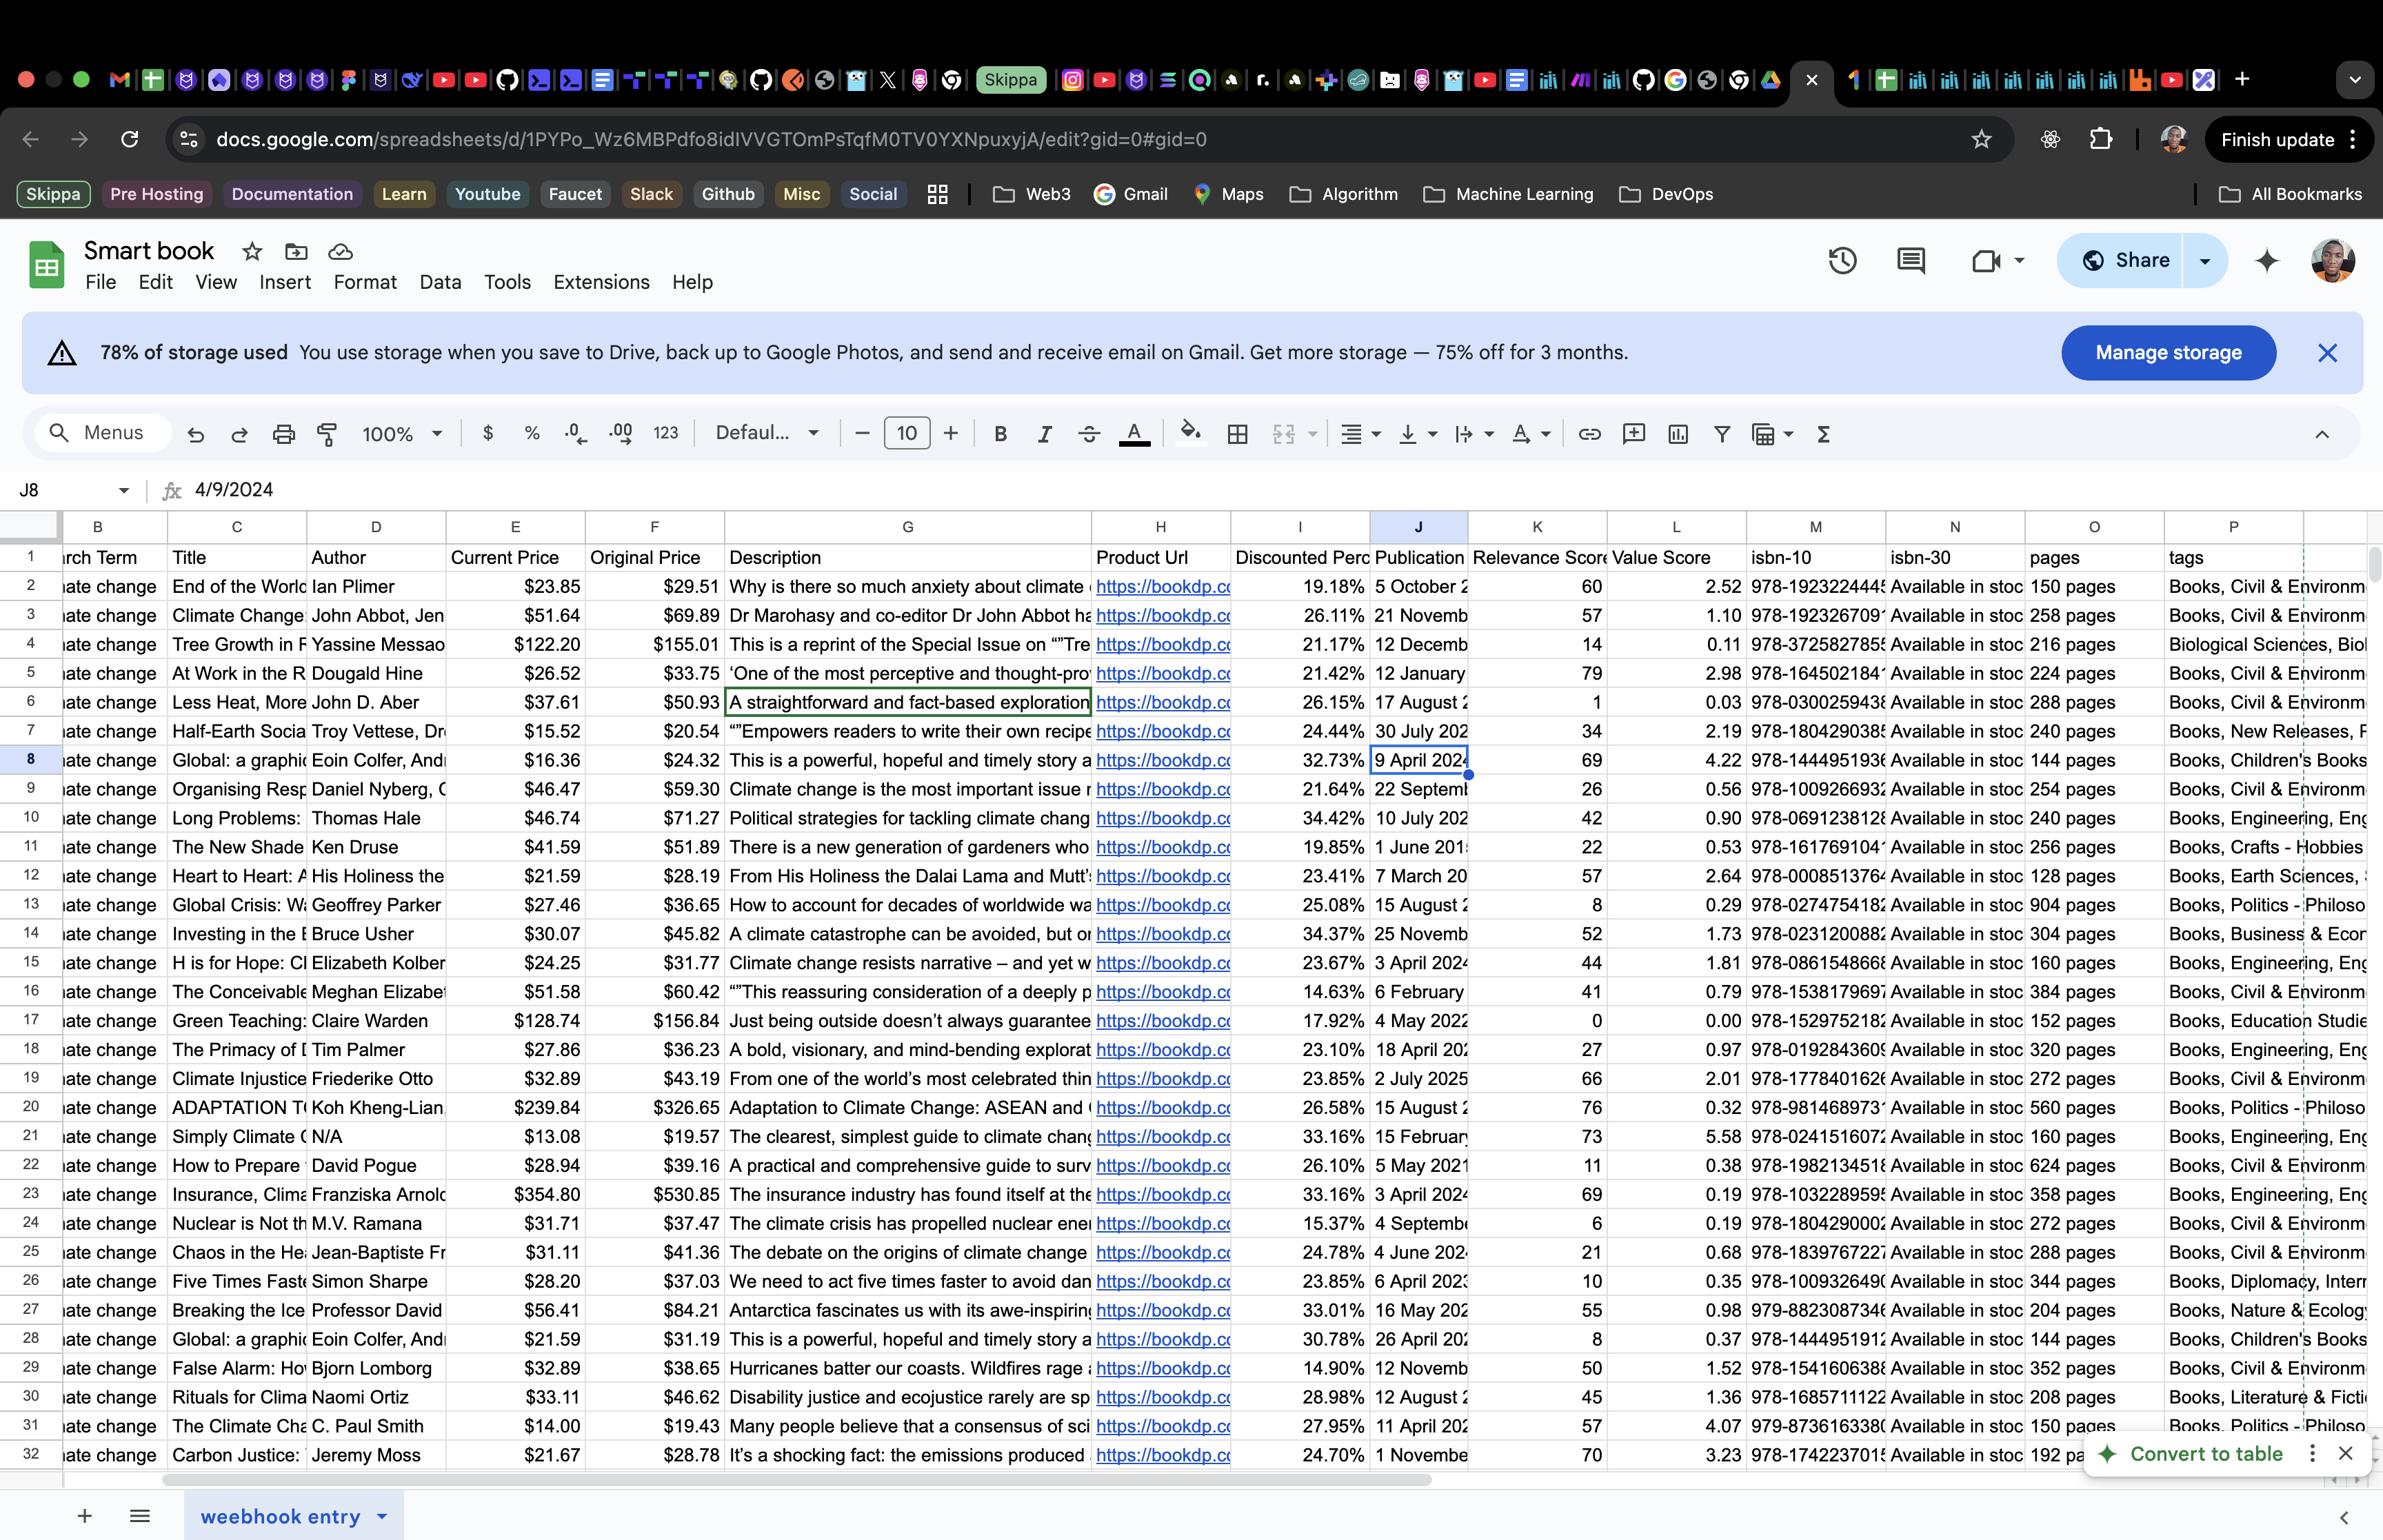 Skippa
docs.google.com/spreadsheets/d/1PYPo_Wz6MBPdfo8idIVVGTOmPsTqfM0TV0YXNpuxyjA/edit?gid=0#gid=0 Finish update
Skippa Pre Hosting Documentation Learn Youtube Faucet Slack Github Misc Social Web3 Gmail Maps Algorithm Machine Learning DevOps All Bookmarks
Smart book
File Edit View Insert Format Data Tools Extensions Help
Share
78% of storage used You use storage when you save to Drive, back up to Google Photos, and send and receive email on Gmail. Get more storage — 75% off for 3 months. Manage storage
Menus 100% $ % .0 .00 123 Defaul... 10 B I S A
J8 fx 4/9/2024
B C D E F G H I J K L M N O P
1 rch Term Title Author Current Price Original Price Description Product Url Discounted Perc Publication Relevance Score Value Score isbn-10 isbn-30 pages tags
2 ate change End of the World Ian Plimer $23.85 $29.51 Why is there so much anxiety about climate https://bookdp.co 19.18% 5 October 2 60 2.52 978-1923224445 Available in stoc 150 pages Books, Civil & Environm
3 ate change Climate Change John Abbot, Jen $51.64 $69.89 Dr Marohasy and co-editor Dr John Abbot ha https://bookdp.co 26.11% 21 Novemb 57 1.10 978-192326709 Available in stoc 258 pages Books, Civil & Environm
4 ate change Tree Growth in F Yassine Messao $122.20 $155.01 This is a reprint of the Special Issue on “”Tre https://bookdp.co 21.17% 12 Decemb 14 0.11 978-372582785 Available in stoc 216 pages Biological Sciences, Biol
5 ate change At Work in the R Dougald Hine $26.52 $33.75 ‘One of the most perceptive and thought-pro https://bookdp.co 21.42% 12 January 79 2.98 978-164502184 Available in stoc 224 pages Books, Civil & Environm
6 ate change Less Heat, More John D. Aber $37.61 $50.93 A straightforward and fact-based exploration https://bookdp.co 26.15% 17 August 2 1 0.03 978-030025943 Available in stoc 288 pages Books, Civil & Environm
7 ate change Half-Earth Socia Troy Vettese, Dr $15.52 $20.54 “”Empowers readers to write their own recipe https://bookdp.co 24.44% 30 July 202 34 2.19 978-180429038 Available in stoc 240 pages Books, New Releases, P
8 ate change Global: a graphic Eoin Colfer, And $16.36 $24.32 This is a powerful, hopeful and timely story a https://bookdp.co 32.73% 9 April 2024 69 4.22 978-144495193 Available in stoc 144 pages Books, Children's Books
9 ate change Organising Resp Daniel Nyberg, C $46.47 $59.30 Climate change is the most important issue https://bookdp.co 21.64% 22 Septemb 26 0.56 978-100926693 Available in stoc 254 pages Books, Civil & Environm
10 ate change Long Problems: Thomas Hale $46.74 $71.27 Political strategies for tackling climate chang https://bookdp.co 34.42% 10 July 202 42 0.90 978-069123812 Available in stoc 240 pages Books, Engineering, Eng
11 ate change The New Shade Ken Druse $41.59 $51.89 There is a new generation of gardeners who https://bookdp.co 19.85% 1 June 201 22 0.53 978-161769104 Available in stoc 256 pages Books, Crafts - Hobbies
12 ate change Heart to Heart: A His Holiness the $21.59 $28.19 From His Holiness the Dalai Lama and Mutt’s https://bookdp.co 23.41% 7 March 20 57 2.64 978-000851376 Available in stoc 128 pages Books, Earth Sciences,
13 ate change Global Crisis: Wa Geoffrey Parker $27.46 $36.65 How to account for decades of worldwide wa https://bookdp.co 25.08% 15 August 2 8 0.29 978-027475418 Available in stoc 904 pages Books, Politics - Philoso
14 ate change Investing in the E Bruce Usher $30.07 $45.82 A climate catastrophe can be avoided, but or https://bookdp.co 34.37% 25 Novemb 52 1.73 978-023120088 Available in stoc 304 pages Books, Business & Econ
15 ate change H is for Hope: Cl Elizabeth Kolber $24.25 $31.77 Climate change resists narrative – and yet w https://bookdp.co 23.67% 3 April 2024 44 1.81 978-086154866 Available in stoc 160 pages Books, Engineering, Eng
16 ate change The Conceivable Meghan Elizabet $51.58 $60.42 “”This reassuring consideration of a deeply p https://bookdp.co 14.63% 6 February 41 0.79 978-153817969 Available in stoc 384 pages Books, Civil & Environm
17 ate change Green Teaching: Claire Warden $128.74 $156.84 Just being outside doesn’t always guarantee https://bookdp.co 17.92% 4 May 2022 0 0.00 978-152975218 Available in stoc 152 pages Books, Education Studie
18 ate change The Primacy of D Tim Palmer $27.86 $36.23 A bold, visionary, and mind-bending explorat https://bookdp.co 23.10% 18 April 202 27 0.97 978-019284360 Available in stoc 320 pages Books, Engineering, Eng
19 ate change Climate Injustice Friederike Otto $32.89 $43.19 From one of the world’s most celebrated thin https://bookdp.co 23.85% 2 July 2025 66 2.01 978-177840162 Available in stoc 272 pages Books, Civil & Environm
20 ate change ADAPTATION TO Koh Kheng-Lian, $239.84 $326.65 Adaptation to Climate Change: ASEAN and https://bookdp.co 26.58% 15 August 2 76 0.32 978-981468973 Available in stoc 560 pages Books, Politics - Philoso
21 ate change Simply Climate C N/A $13.08 $19.57 The clearest, simplest guide to climate chang https://bookdp.co 33.16% 15 February 73 5.58 978-024151607 Available in stoc 160 pages Books, Engineering, Eng
22 ate change How to Prepare David Pogue $28.94 $39.16 A practical and comprehensive guide to surv https://bookdp.co 26.10% 5 May 2021 11 0.38 978-198213451 Available in stoc 624 pages Books, Civil & Environm
23 ate change Insurance, Clima Franziska Arnold $354.80 $530.85 The insurance industry has found itself at the https://bookdp.co 33.16% 3 April 2024 69 0.19 978-103228959 Available in stoc 358 pages Books, Engineering, Eng
24 ate change Nuclear is Not th M.V. Ramana $31.71 $37.47 The climate crisis has propelled nuclear ener https://bookdp.co 15.37% 4 Septembe 6 0.19 978-180429000 Available in stoc 272 pages Books, Civil & Environm
25 ate change Chaos in the Hea Jean-Baptiste Fr $31.11 $41.36 The debate on the origins of climate change https://bookdp.co 24.78% 4 June 2024 21 0.68 978-183976722 Available in stoc 288 pages Books, Civil & Environm
26 ate change Five Times Faste Simon Sharpe $28.20 $37.03 We need to act five times faster to avoid dan https://bookdp.co 23.85% 6 April 2023 10 0.35 978-100932649 Available in stoc 344 pages Books, Diplomacy, Intern
27 ate change Breaking the Ice Professor David $56.41 $84.21 Antarctica fascinates us with its awe-inspiring https://bookdp.co 33.01% 16 May 202 55 0.98 979-882308734 Available in stoc 204 pages Books, Nature & Ecology
28 ate change Global: a graphic Eoin Colfer, And $21.59 $31.19 This is a powerful, hopeful and timely story a https://bookdp.co 30.78% 26 April 202 8 0.37 978-144495191 Available in stoc 144 pages Books, Children's Books
29 ate change False Alarm: Hov Bjorn Lomborg $32.89 $38.65 Hurricanes batter our coasts. Wildfires rage https://bookdp.co 14.90% 12 Novemb 50 1.52 978-154160638 Available in stoc 352 pages Books, Civil & Environm
30 ate change Rituals for Clima Naomi Ortiz $33.11 $46.62 Disability justice and ecojustice rarely are sp https://bookdp.co 28.98% 12 August 2 45 1.36 978-168571112 Available in stoc 208 pages Books, Literature & Ficti
31 ate change The Climate Cha C. Paul Smith $14.00 $19.43 Many people believe that a consensus of sci https://bookdp.co 27.95% 11 April 202 57 4.07 979-873616338 Available in stoc 150 pages Books, Politics - Philoso
32 ate change Carbon Justice: Jeremy Moss $21.67 $28.78 It’s a shocking fact: the emissions produced https://bookdp.co 24.70% 1 Novembe 70 3.23 978-174223701 Available in stoc 192 pa
Convert to table
weebhook entry